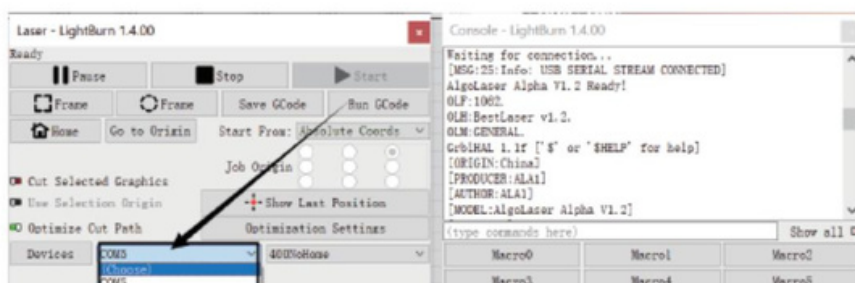 Laser - LightBurn 1.4.00
Ready
Pause Stop Start
Frame Frame Save GCode Run GCode
Home Go to Origin Start From: Absolute Coords
Job Origin
Cut Selected Graphics
Use Selection Origin Show Last Position
Optimize Cut Path Optimization Settings
Devices COM5 400NoHome
(Choose)
COM5
Console - LightBurn 1.4.00
Waiting for connection...
[MSG:25:Info: USB SERIAL STREAM CONNECTED]
AlgoLaser Alpha V1.2 Ready!
OLF:1062.
OLH:BestLaser v1.2.
OLM:GENERAL.
GrblHAL 1.1f ['$' or '$HELP' for help]
[ORIGIN:China]
[PRODUCER:ALA1]
[AUTHOR:ALA1]
[MODEL:AlgoLaser Alpha V1.2]
(type commands here) Show all
Macro0 Macro1 Macro2
Macro3 Macro4 Macro5